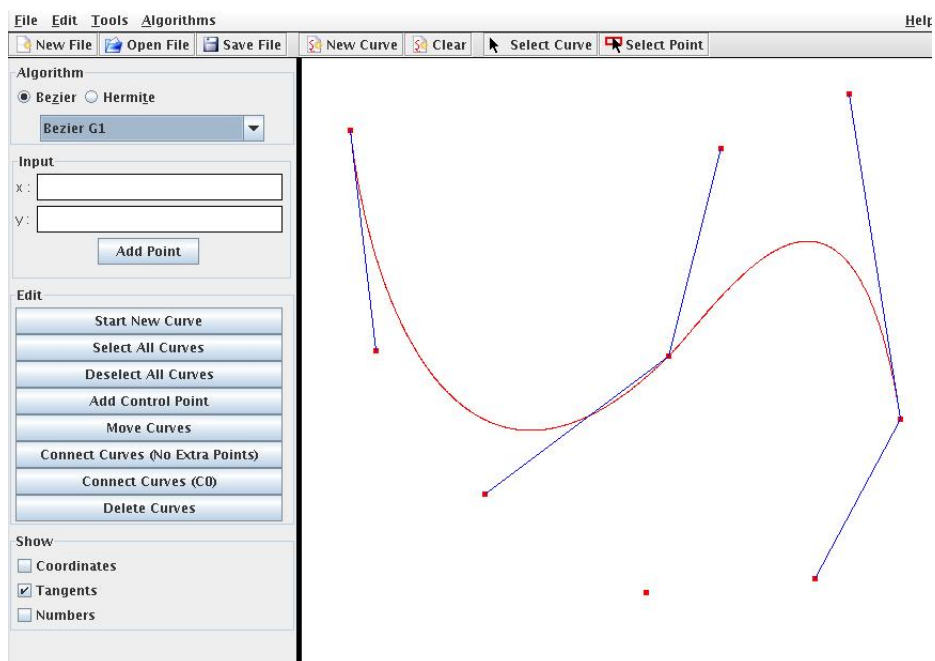 File Edit Tools Algorithms Help
New File Open File Save File New Curve Clear Select Curve Select Point
Algorithm
Bezier Hermite
Bezier G1
Input
x :
y :
Add Point
Edit
Start New Curve
Select All Curves
Deselect All Curves
Add Control Point
Move Curves
Connect Curves (No Extra Points)
Connect Curves (C0)
Delete Curves
Show
Coordinates
Tangents
Numbers